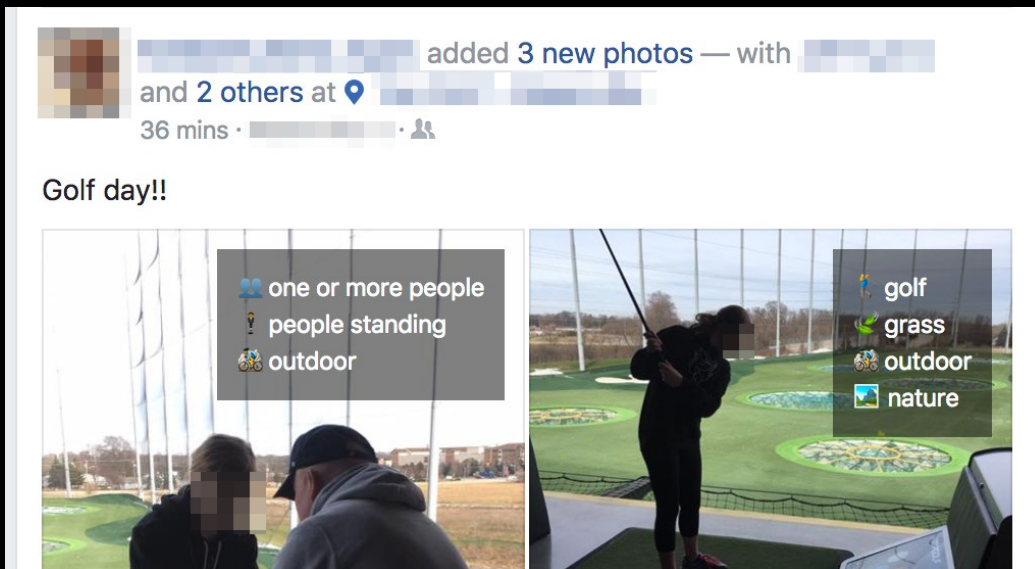 added 3 new photos — with
and 2 others at
36 mins · ·
Golf day!!
one or more people
people standing
outdoor
golf
grass
outdoor
nature